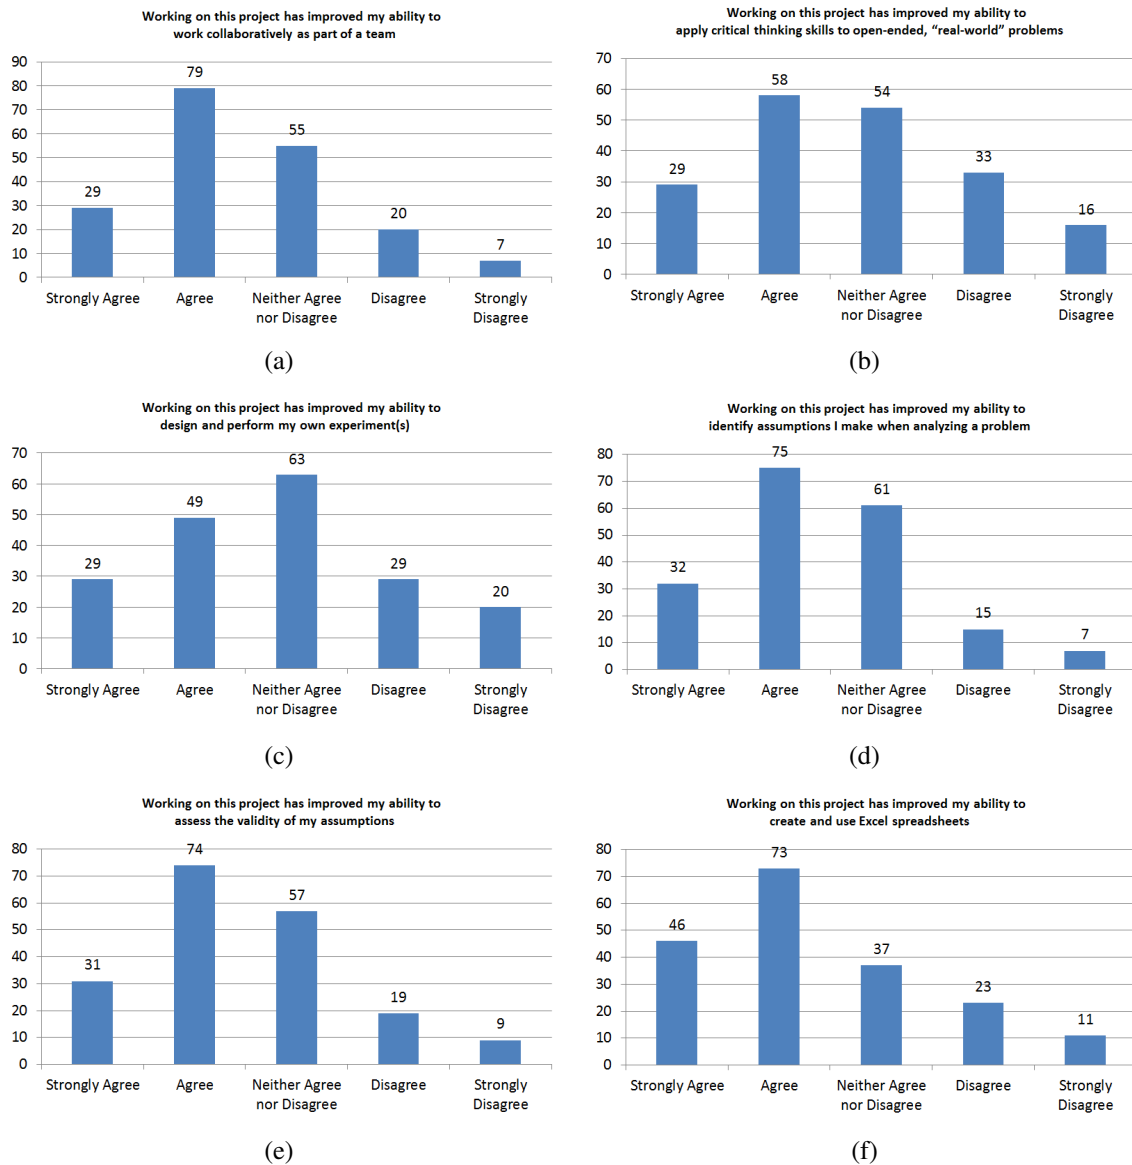 Working on this project has improved my ability to
work collaboratively as part of a team
90
80
70
60
50
40
30
20
10
0
29
79
55
20
7
Strongly Agree
Agree
Neither Agree
nor Disagree
Disagree
Strongly
Disagree
(a)
Working on this project has improved my ability to
apply critical thinking skills to open-ended, “real-world” problems
70
60
50
40
30
20
10
0
29
58
54
33
16
Strongly Agree
Agree
Neither Agree
nor Disagree
Disagree
Strongly
Disagree
(b)
Working on this project has improved my ability to
design and perform my own experiment(s)
70
60
50
40
30
20
10
0
29
49
63
29
20
Strongly Agree
Agree
Neither Agree
nor Disagree
Disagree
Strongly
Disagree
(c)
Working on this project has improved my ability to
identify assumptions I make when analyzing a problem
80
70
60
50
40
30
20
10
0
32
75
61
15
7
Strongly Agree
Agree
Neither Agree
nor Disagree
Disagree
Strongly
Disagree
(d)
Working on this project has improved my ability to
assess the validity of my assumptions
80
70
60
50
40
30
20
10
0
31
74
57
19
9
Strongly Agree
Agree
Neither Agree
nor Disagree
Disagree
Strongly
Disagree
(e)
Working on this project has improved my ability to
create and use Excel spreadsheets
80
70
60
50
40
30
20
10
0
46
73
37
23
11
Strongly Agree
Agree
Neither Agree
nor Disagree
Disagree
Strongly
Disagree
(f)